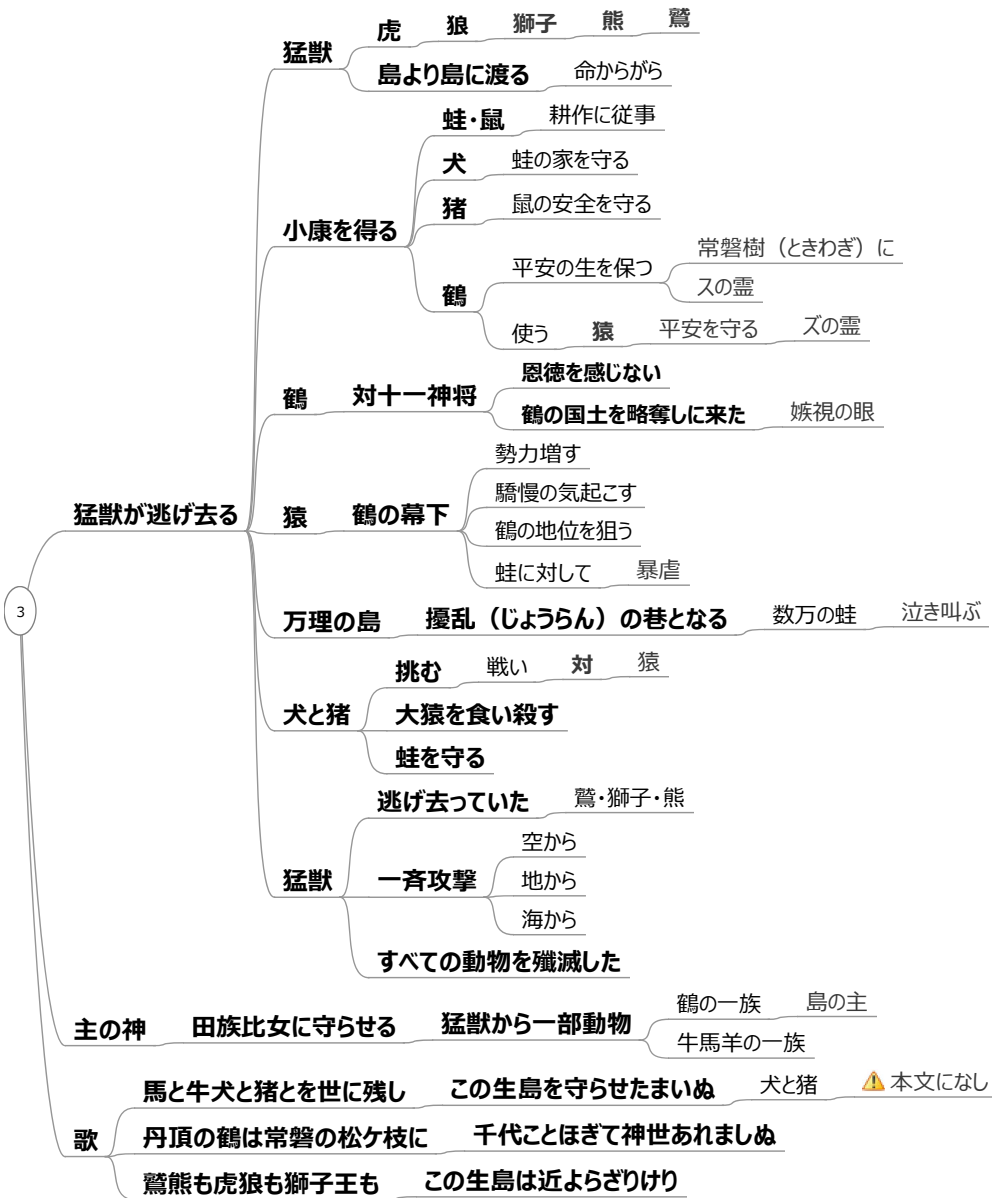 3
猛獣が逃げ去る
猛獣
虎 狼 獅子 熊 鷲
島より島に渡る 命からがら
小康を得る
蛙・鼠 耕作に従事
犬 蛙の家を守る
猪 鼠の安全を守る
鶴
平安の生を保つ
常磐樹（ときわぎ）に
スの霊
使う 猿 平安を守る ズの霊
鶴 対十一神将
恩徳を感じない
鶴の国土を略奪しに来た 嫉視の眼
猿 鶴の幕下
勢力増す
驕慢の気起こす
鶴の地位を狙う
蛙に対して 暴虐
万理の島 擾乱（じょうらん）の巷となる 数万の蛙 泣き叫ぶ
犬と猪
挑む 戦い 対 猿
大猿を食い殺す
蛙を守る
猛獣
逃げ去っていた 鷲・獅子・熊
一斉攻撃
空から
地から
海から
すべての動物を殲滅した
主の神 田族比女に守らせる 猛獣から一部動物
鶴の一族 島の主
牛馬羊の一族
歌
馬と牛犬と猪とを世に残し この生島を守らせたまいぬ 犬と猪 本文になし
丹頂の鶴は常磐の松ケ枝に 千代ことほぎて神世あれましぬ
鷲熊も虎狼も獅子王も この生島は近よらざりけり